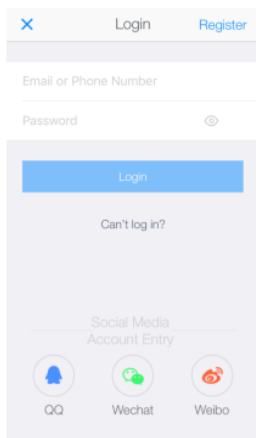 Login
Register
Email or Phone Number
Password
Login
Can't log in?
Social Media
Account Entry
QQ
Wechat
Weibo